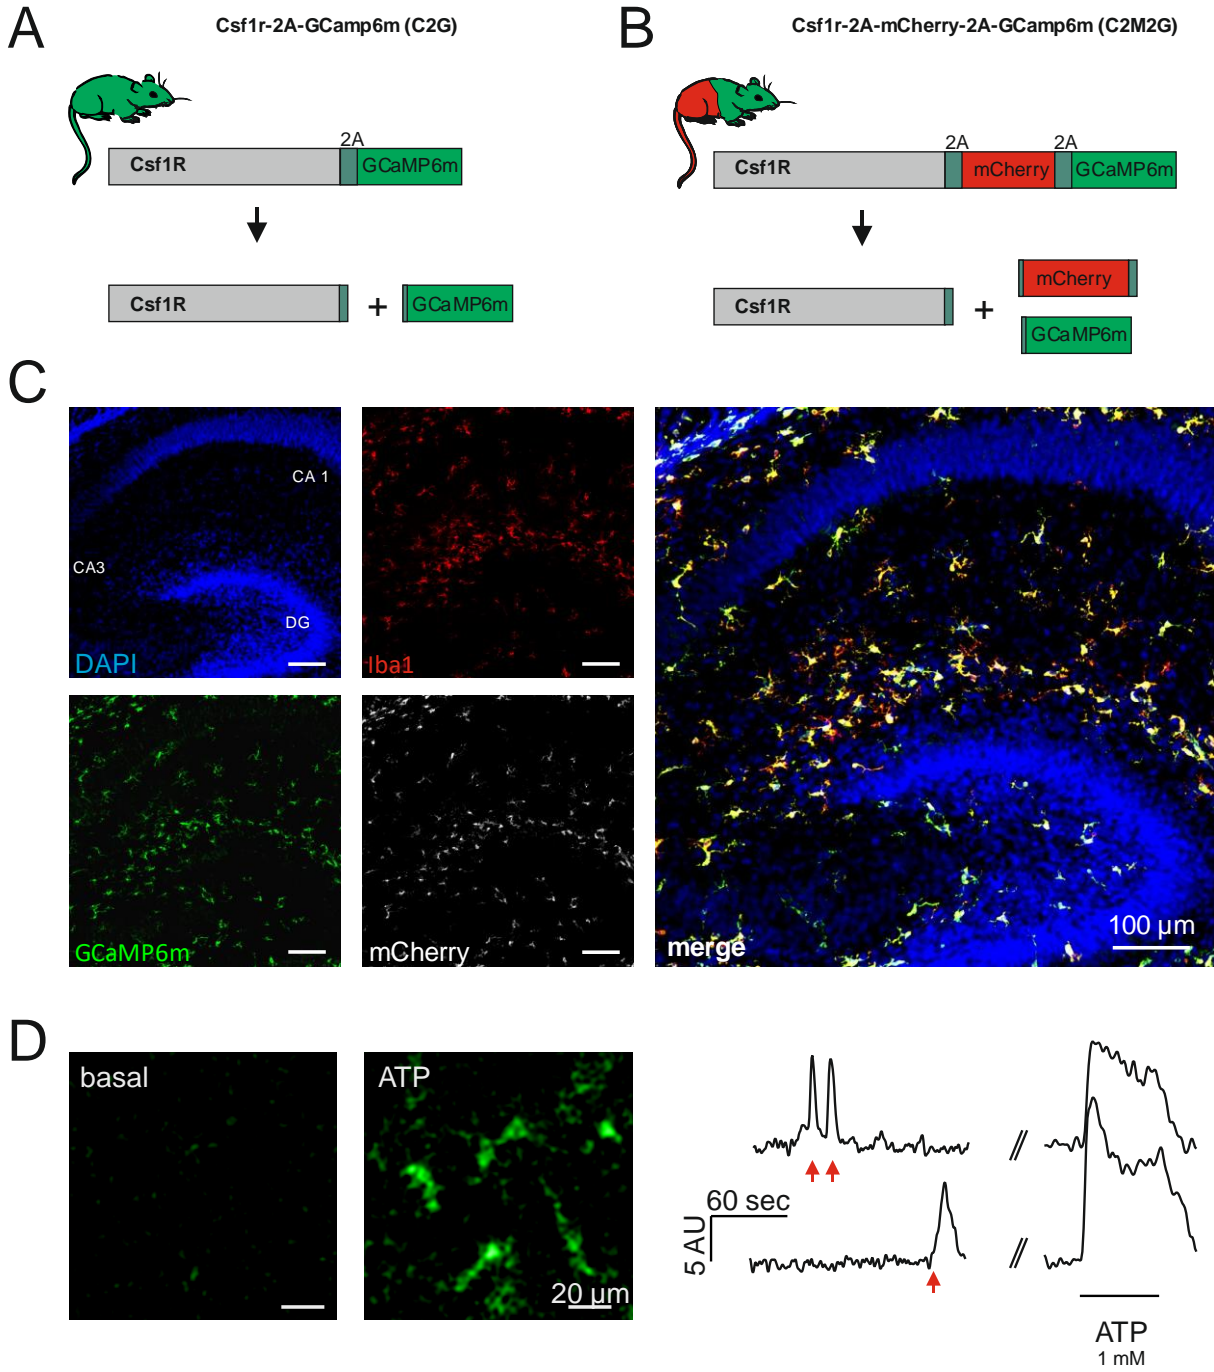 A
Csf1r-2A-GCamp6m (C2G)
2A
Csf1R
GCaMP6m
Csf1R
+
GCaMP6m
B
Csf1r-2A-mCherry-2A-GCamp6m (C2M2G)
2A
2A
Csf1R
mCherry
GCaMP6m
Csf1R
+
mCherry
GCaMP6m
C
CA 1
CA3
DG
DAPI
Iba1
GCaMP6m
mCherry
merge
100 µm
D
basal
ATP
20 µm
60 sec
5 AU
//
//
ATP
1 mM